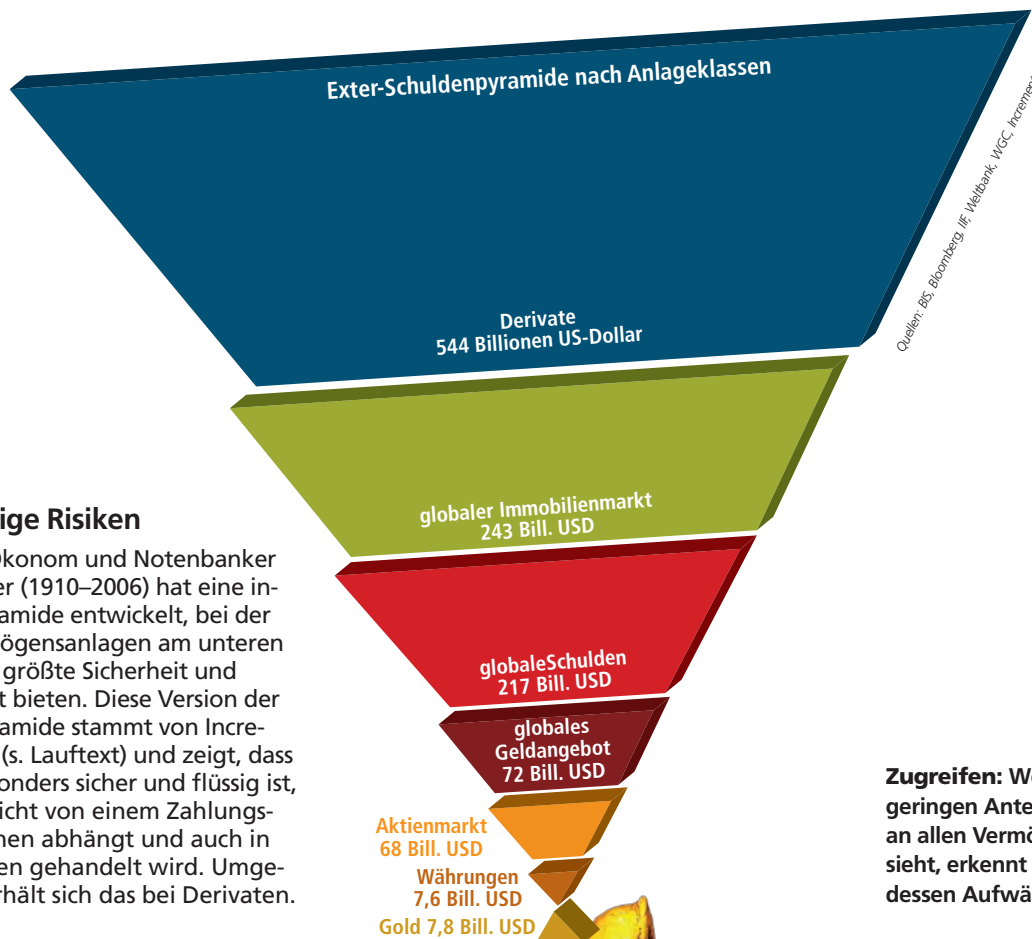 Exter-Schuldenpyramide nach Anlageklassen
Quellen: BIS, Bloomberg, IIF, Weltbank, WGC,
Derivate
544 Billionen US-Dollar
globaler Immobilienmarkt
243 Bill. USD
globaleSchulden
217 Bill. USD
globales
Geldangebot
72 Bill. USD
Aktienmarkt
68 Bill. USD
Währungen
7,6 Bill. USD
Gold 7,8 Bill. USD
ige Risiken
Ökonom und Notenbanker
er (1910–2006) hat eine in-
amide entwickelt, bei der
mögensanlagen am unteren
größte Sicherheit und
t bieten. Diese Version der
amide stammt von Incre-
(s. Lauftext) und zeigt, dass
onders sicher und flüssig ist,
icht von einem Zahlungs-
hen abhängt und auch in
en gehandelt wird. Umge-
rhält sich das bei Derivaten.
Zugreifen: We
geringen Ante
an allen Vermö
sieht, erkennt
dessen Aufwä